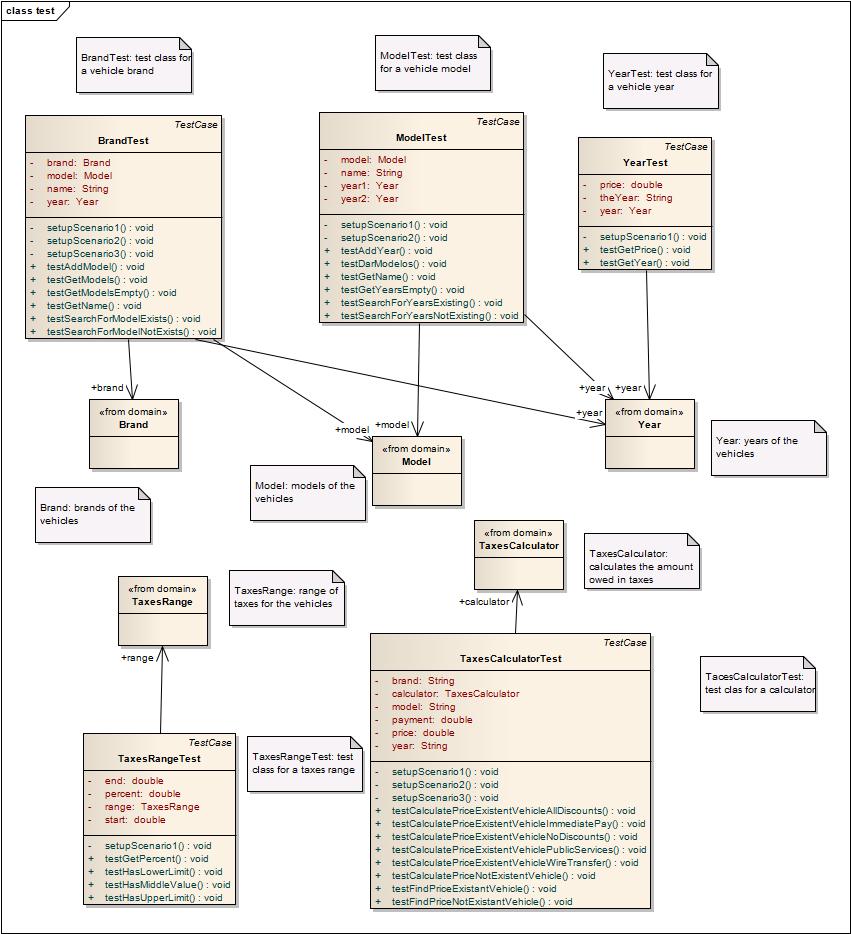 class test
BrandTest: test class for
a vehicle brand
ModelTest: test class
for a vehicle model
YearTest: test class for
a vehicle year
TestCase
BrandTest
- brand: Brand
- model: Model
- name: String
- year: Year
- setupScenario1() : void
- setupScenario2() : void
- setupScenario3() : void
+ testAddModel() : void
+ testGetModels() : void
+ testGetModelsEmpty() : void
+ testGetName() : void
+ testSearchForModelExists() : void
+ testSearchForModelNotExists() : void
TestCase
ModelTest
- model: Model
- name: String
- year1: Year
- year2: Year
- setupScenario1() : void
- setupScenario2() : void
+ testAddYear() : void
+ testDarModelos() : void
+ testGetName() : void
+ testGetYearsEmpty() : void
+ testSearchForYearsExisting() : void
+ testSearchForYearsNotExisting() : void
TestCase
YearTest
- price: double
- theYear: String
- year: Year
- setupScenario1() : void
+ testGetPrice() : void
+ testGetYear() : void
+brand
+year
+year
+year
+model
+model
«from domain»
Brand
«from domain»
Model
«from domain»
Year
Year: years of the
vehicles
Brand: brands of the
vehicles
Model: models of the
vehicles
«from domain»
TaxesCalculator
TaxesCalculator:
calculates the amount
owed in taxes
«from domain»
TaxesRange
TaxesRange: range of
taxes for the vehicles
+calculator
+range
TestCase
TaxesCalculatorTest
- brand: String
- calculator: TaxesCalculator
- model: String
- payment: double
- price: double
- year: String
- setupScenario1() : void
- setupScenario2() : void
- setupScenario3() : void
+ testCalculatePriceExistentVehicleAllDiscounts() : void
+ testCalculatePriceExistentVehicleImmediatePay() : void
+ testCalculatePriceExistentVehicleNoDiscounts() : void
+ testCalculatePriceExistentVehiclePublicServices() : void
+ testCalculatePriceExistentVehicleWireTransfer() : void
+ testCalculatePriceNotExistentVehicle() : void
+ testFindPriceExistantVehicle() : void
+ testFindPriceNotExistantVehicle() : void
TacesCalculatorTest:
test clas for a calculator
TestCase
TaxesRangeTest
- end: double
- percent: double
- range: TaxesRange
- start: double
- setupScenario1() : void
+ testGetPercent() : void
+ testHasLowerLimit() : void
+ testHasMiddleValue() : void
+ testHasUpperLimit() : void
TaxesRangeTest: test
class for a taxes range